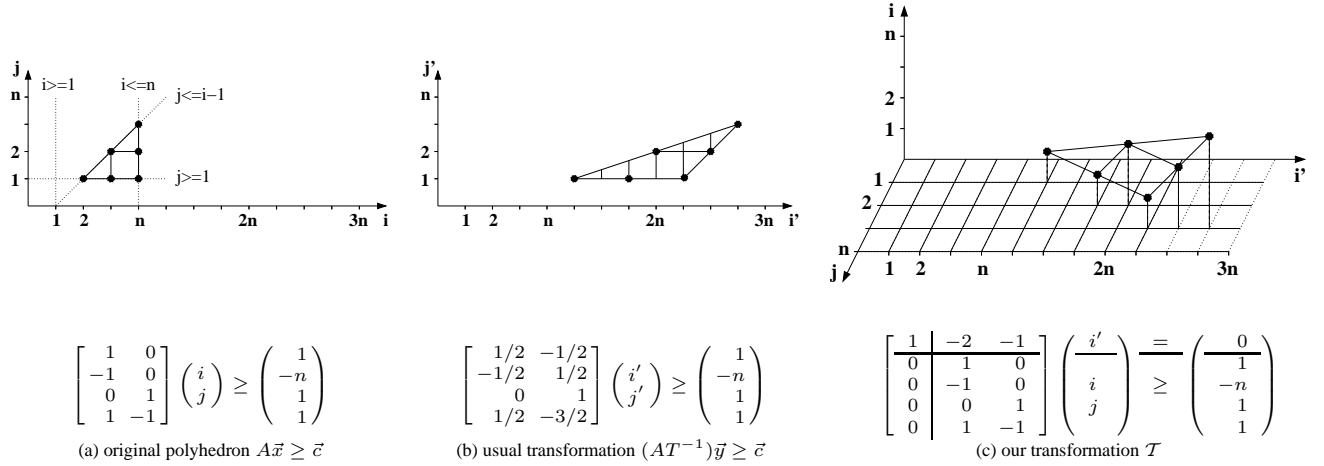 j
n
2
1
i>=1
i<=n
j<=i−1
j>=1
1 2 n 2n 3n
i
j'
n
2
1
1 2 n 2n 3n
i'
i
n
2
1
i'
1
2
n
j
1 2 n 2n 3n
[ 1 0 ] ( i ) ≥ ( 1 )
[ −1 0 ] ( j ) ( −n )
[ 0 1 ] ( 1 )
[ 1 −1 ] ( 1 )
(a) original polyhedron A\vec{x} ≥ \vec{c}
[ 1/2 −1/2 ] ( i′ ) ≥ ( 1 )
[ −1/2 1/2 ] ( j′ ) ( −n )
[ 0 1 ] ( 1 )
[ 1/2 −3/2 ] ( 1 )
(b) usual transformation (AT⁻¹)\vec{y} ≥ \vec{c}
[ 1 | −2 −1 ] ( i′ ) = ( 0 )
[ 0 | 1 0 ] ( 1 )
[ 0 | −1 0 ] ( i ) ≥ ( −n )
[ 0 | 0 1 ] ( j ) ( 1 )
[ 0 | 1 −1 ] ( 1 )
(c) our transformation 𝒯